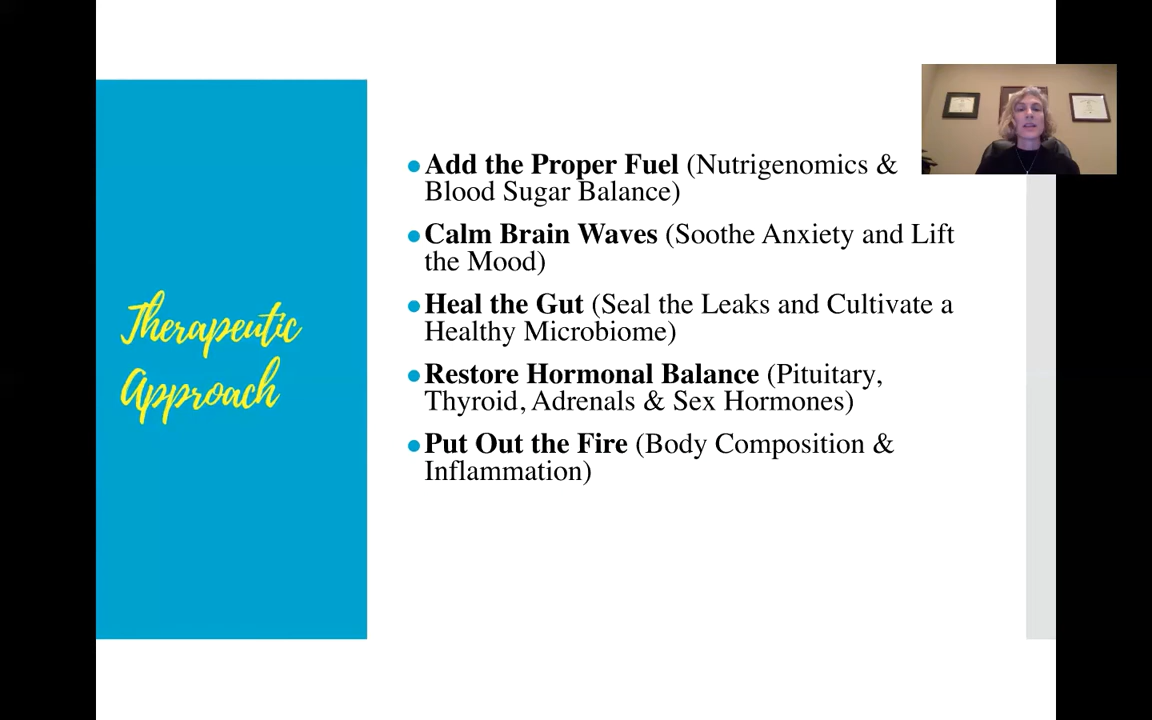 Therapeutic
Approach
●Add the Proper Fuel (Nutrigenomics &
Blood Sugar Balance)
●Calm Brain Waves (Soothe Anxiety and Lift
the Mood)
●Heal the Gut (Seal the Leaks and Cultivate a
Healthy Microbiome)
●Restore Hormonal Balance (Pituitary,
Thyroid, Adrenals & Sex Hormones)
●Put Out the Fire (Body Composition &
Inflammation)